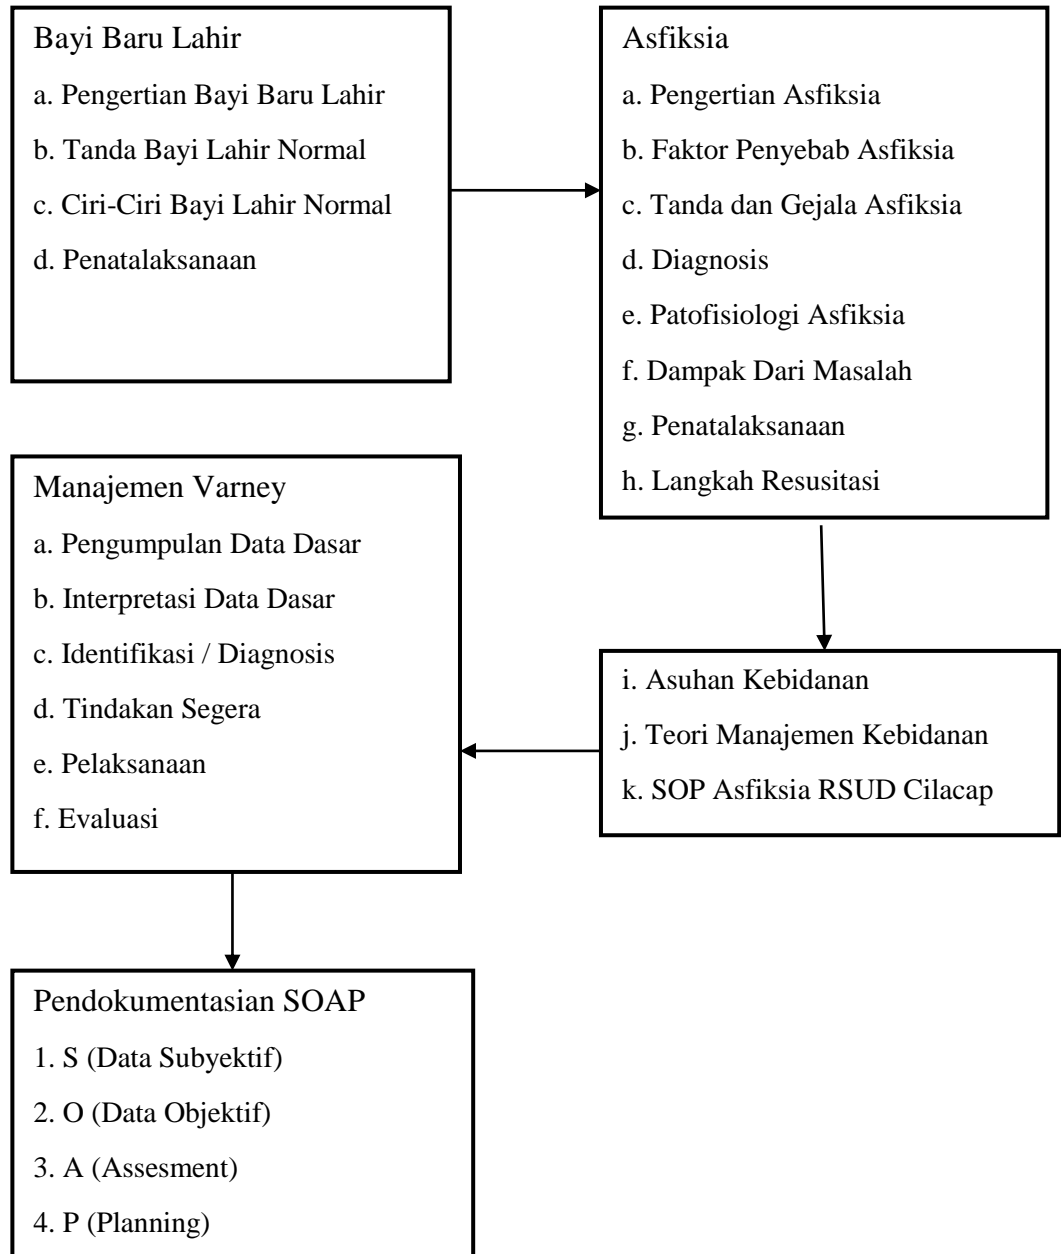 Bayi Baru Lahir
a. Pengertian Bayi Baru Lahir
b. Tanda Bayi Lahir Normal
c. Ciri-Ciri Bayi Lahir Normal
d. Penatalaksanaan
Asfiksia
a. Pengertian Asfiksia
b. Faktor Penyebab Asfiksia
c. Tanda dan Gejala Asfiksia
d. Diagnosis
e. Patofisiologi Asfiksia
f. Dampak Dari Masalah
g. Penatalaksanaan
h. Langkah Resusitasi
i. Asuhan Kebidanan
j. Teori Manajemen Kebidanan
k. SOP Asfiksia RSUD Cilacap
Manajemen Varney
a. Pengumpulan Data Dasar
b. Interpretasi Data Dasar
c. Identifikasi / Diagnosis
d. Tindakan Segera
e. Pelaksanaan
f. Evaluasi
Pendokumentasian SOAP
1. S (Data Subyektif)
2. O (Data Objektif)
3. A (Assesment)
4. P (Planning)